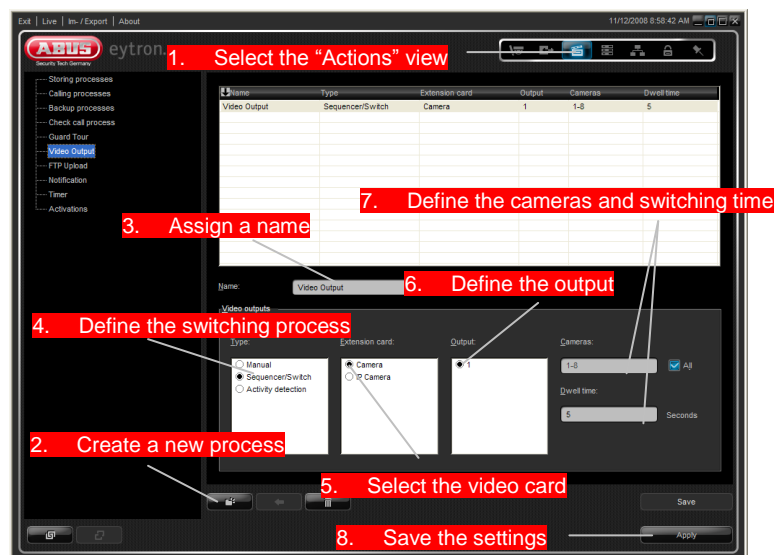 Exit | Live | Im- / Export | About
11/12/2008 8:58:42 AM
ABUS
Security Tech Germany
eytron.
1. Select the “Actions” view
Storing processes
Calling processes
Backup processes
Check call process
Guard Tour
Video Output
FTP Upload
Notification
Timer
Activations
Name Type Extension card Output Cameras Dwell time
Video Output Sequencer/Switch Camera 1 1-8 5
7. Define the cameras and switching time
3. Assign a name
Name: Video Output
6. Define the output
Video outputs
4. Define the switching process
Type: Extension card: Output: Cameras:
Manual
Sequencer/Switch
Activity detection
Camera
IP Camera
1
1-8 All
Dwell time:
5 Seconds
2. Create a new process
5. Select the video card
Save
8. Save the settings
Apply